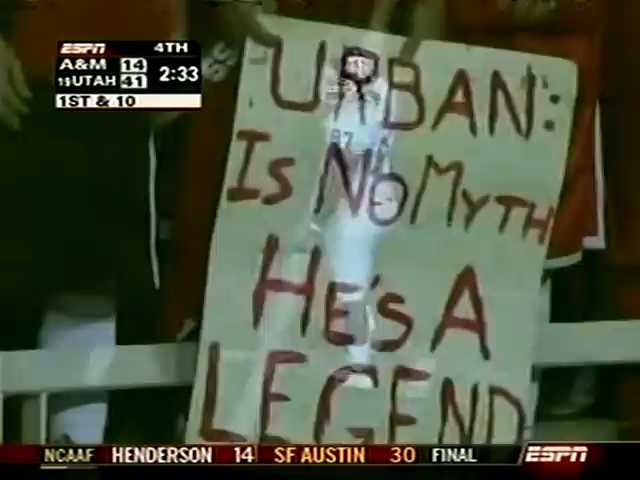 ESPN 4TH
A&M 14
19 UTAH 41 2:33
1ST & 10
URBAN:
IS NO MYTH
HE'S A
LEGEND
87
NCAAF HENDERSON 14 SF AUSTIN 30 FINAL ESPN